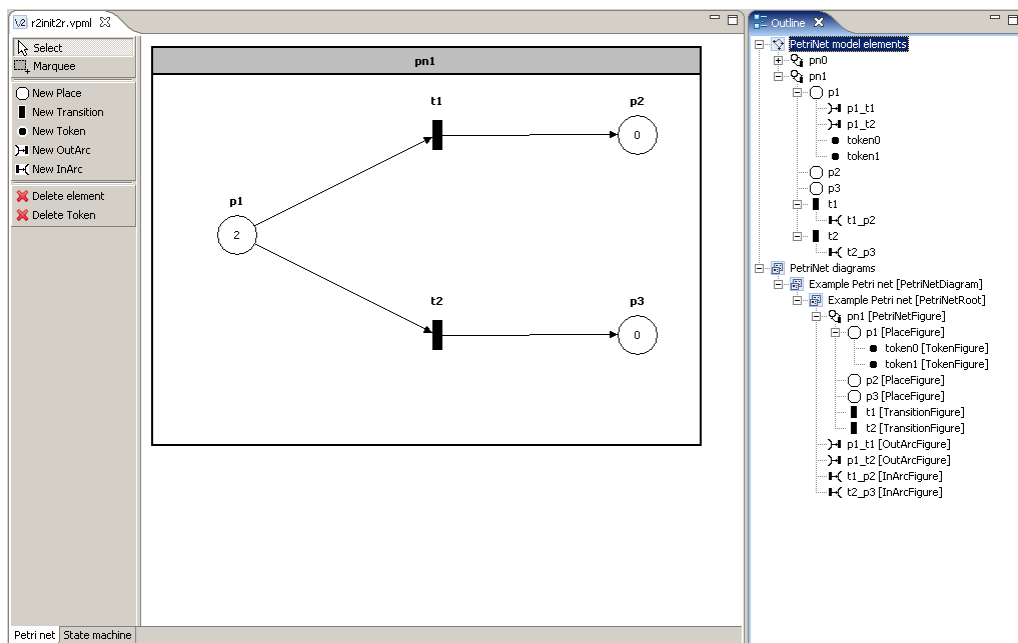 r2init2r.vpml
Select
Marquee
New Place
New Transition
New Token
New OutArc
New InArc
Delete element
Delete Token
pn1
t1
p2
0
p1
2
t2
p3
0
Petri net
State machine
Outline
PetriNet model elements
pn0
pn1
p1
p1_t1
p1_t2
token0
token1
p2
p3
t1
t1_p2
t2
t2_p3
PetriNet diagrams
Example Petri net [PetriNetDiagram]
Example Petri net [PetriNetRoot]
pn1 [PetriNetFigure]
p1 [PlaceFigure]
token0 [TokenFigure]
token1 [TokenFigure]
p2 [PlaceFigure]
p3 [PlaceFigure]
t1 [TransitionFigure]
t2 [TransitionFigure]
p1_t1 [OutArcFigure]
p1_t2 [OutArcFigure]
t1_p2 [InArcFigure]
t2_p3 [InArcFigure]